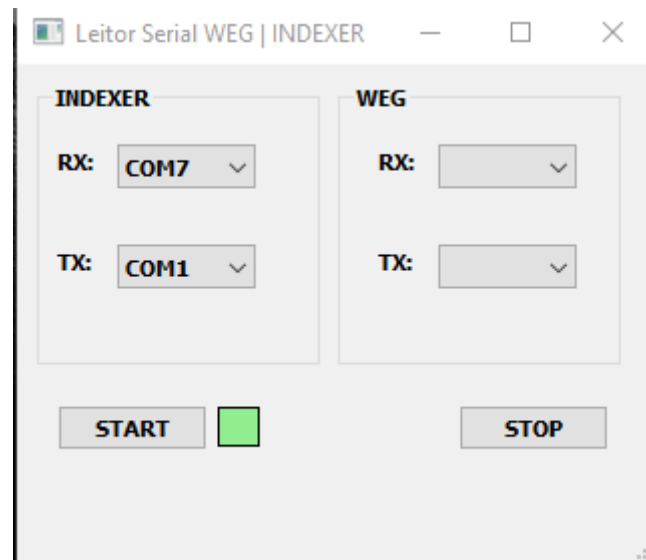 Leitor Serial WEG | INDEXER
INDEXER
RX: COM7
TX: COM1
WEG
RX:
TX:
START
STOP